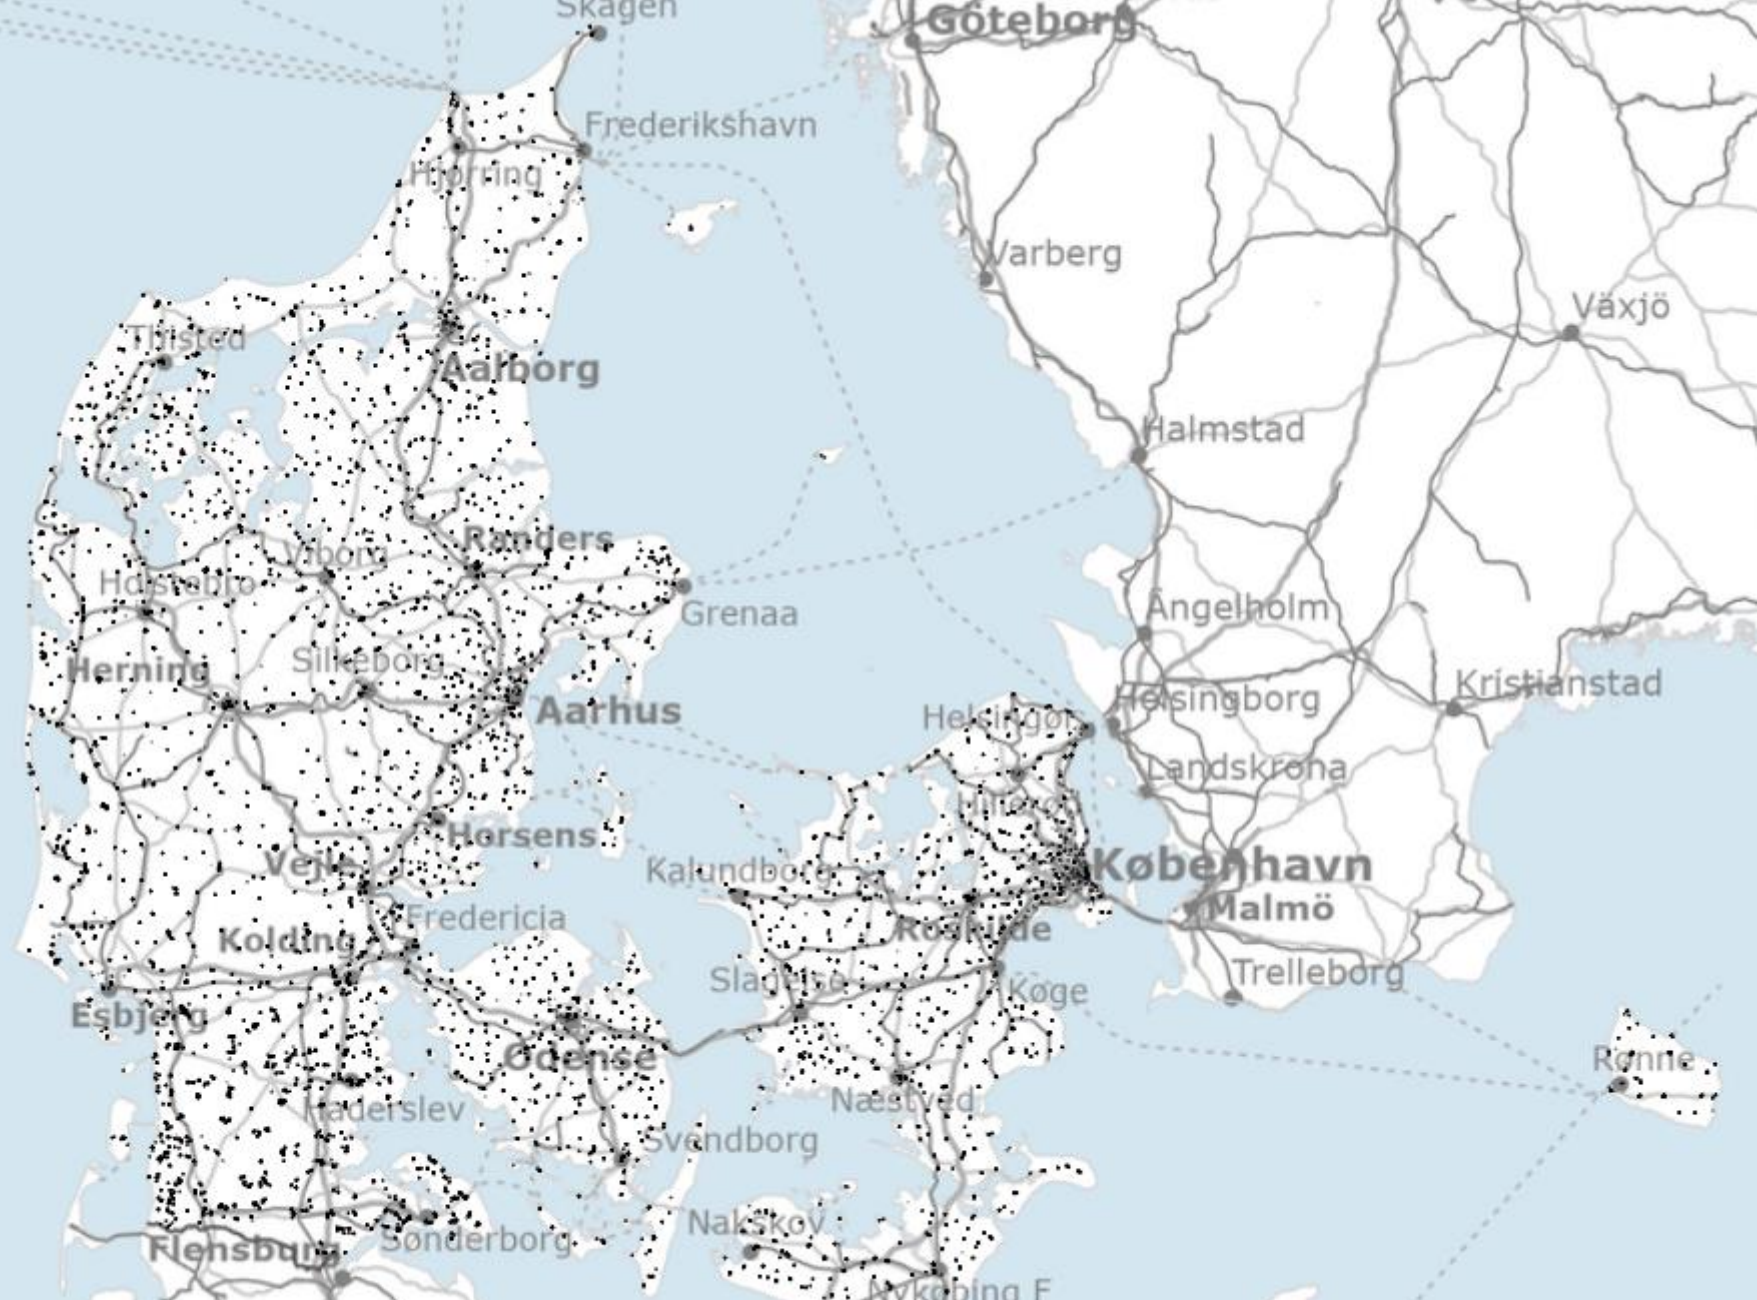 Skagen
Göteborg
Frederikshavn
Hjørring
Varberg
Växjö
Thisted
Aalborg
Halmstad
Randers
Viborg
Holstebro
Grenaa
Ängelholm
Silkeborg
Herning
Kristianstad
Helsingborg
Aarhus
Helsingør
Landskrona
Hillerød
Horsens
Vejle
København
Kalundborg
Malmö
Fredericia
Roskilde
Kolding
Trelleborg
Slagelse
Køge
Esbjerg
Odense
Rønne
Næstved
Haderslev
Svendborg
Nakskov
Sønderborg
Flensburg
Nykøbing F